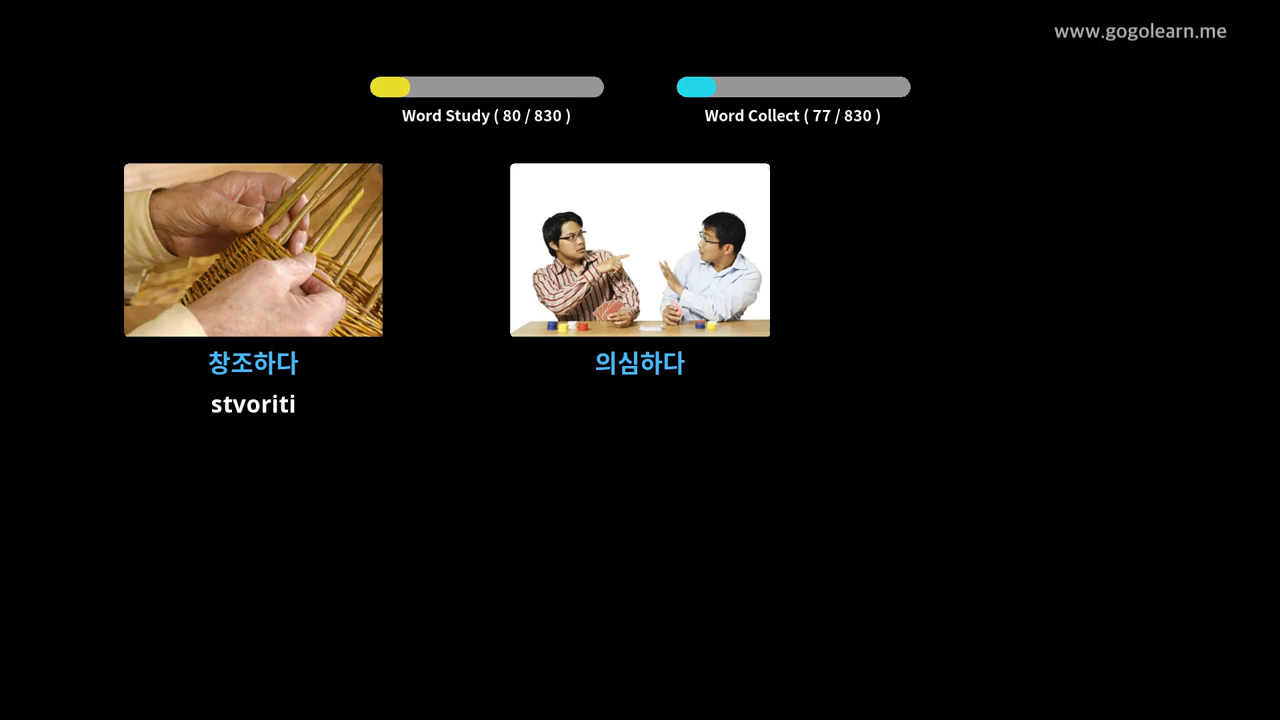 www.gogolearn.me
Word Study ( 80 / 830 )
Word Collect ( 77 / 830 )
창조하다
의심하다
stvoriti